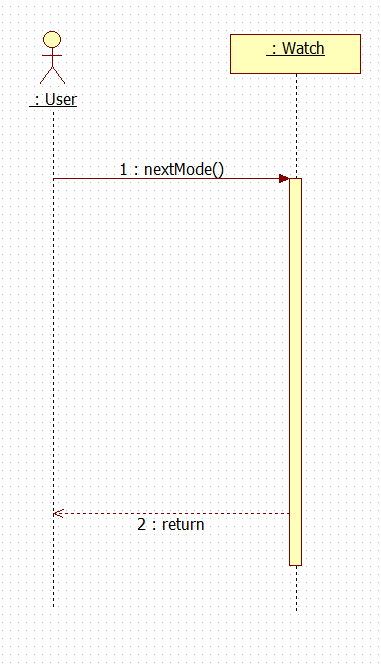 : User
: Watch
1 : nextMode()
2 : return